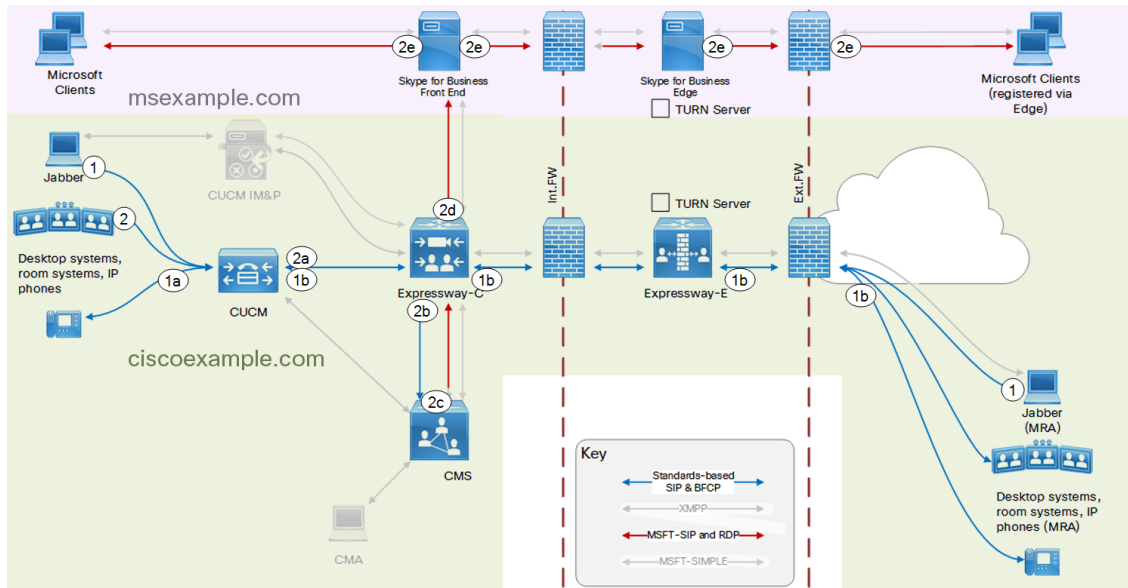 2e
2e
2e
2e
Microsoft
Clients
Skype for Business
Front End
Skype for Business
Edge
Microsoft Clients
(registered via
Edge)
msexample.com
TURN Server
Jabber
1
CUCM IM&P
Int.FW
Ext.FW
2
2d
TURN Server
Desktop systems,
room systems, IP
phones
1a
2a
1b
1b
1b
1b
CUCM
Expressway-C
Expressway-E
2b
ciscoexample.com
2c
1
Jabber
(MRA)
CMS
Key
Standards-based
SIP & BFCP
XMPP
MSFT-SIP and RDP
MSFT-SIMPLE
CMA
Desktop systems,
room systems, IP
phones (MRA)